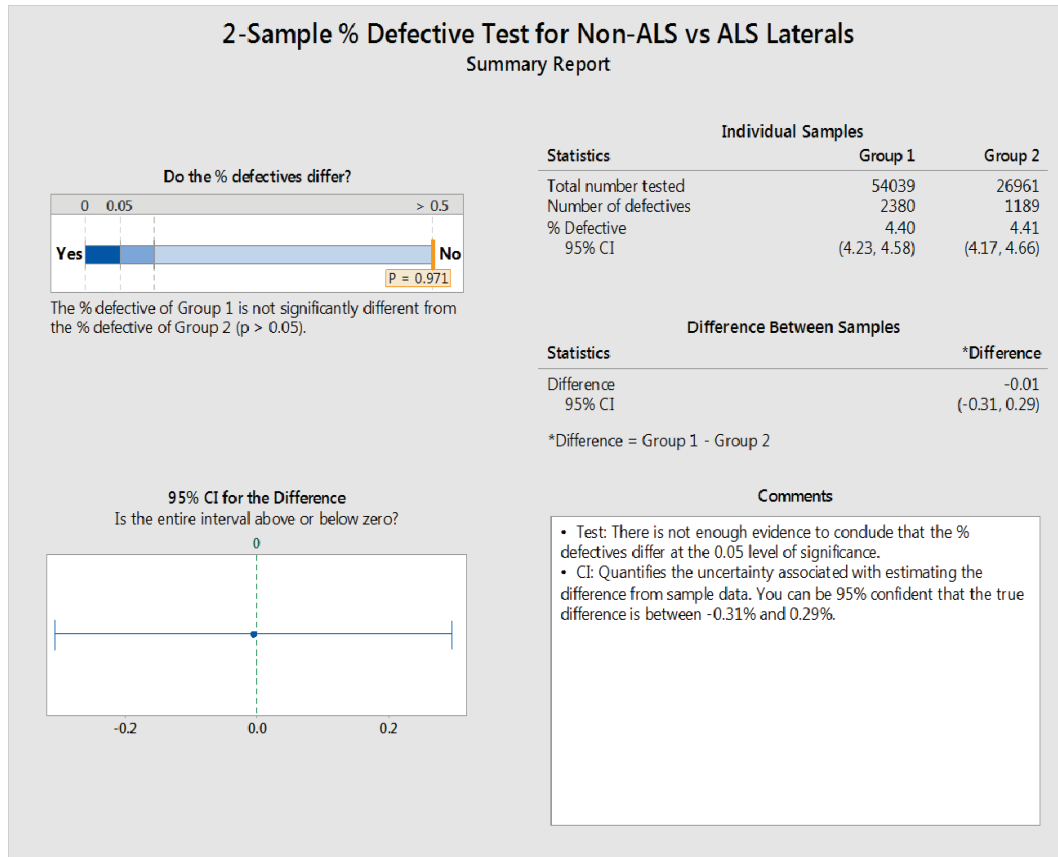 2-Sample % Defective Test for Non-ALS vs ALS Laterals
Summary Report
Do the % defectives differ?
0 0.05 > 0.5
Yes No
P = 0.971
The % defective of Group 1 is not significantly different from
the % defective of Group 2 (p > 0.05).
Individual Samples
Statistics Group 1 Group 2
Total number tested 54039 26961
Number of defectives 2380 1189
% Defective 4.40 4.41
95% CI (4.23, 4.58) (4.17, 4.66)
Difference Between Samples
Statistics *Difference
Difference -0.01
95% CI (-0.31, 0.29)
*Difference = Group 1 - Group 2
95% CI for the Difference
Is the entire interval above or below zero?
0
-0.2 0.0 0.2
Comments
• Test: There is not enough evidence to conclude that the %
defectives differ at the 0.05 level of significance.
• CI: Quantifies the uncertainty associated with estimating the
difference from sample data. You can be 95% confident that the true
difference is between -0.31% and 0.29%.